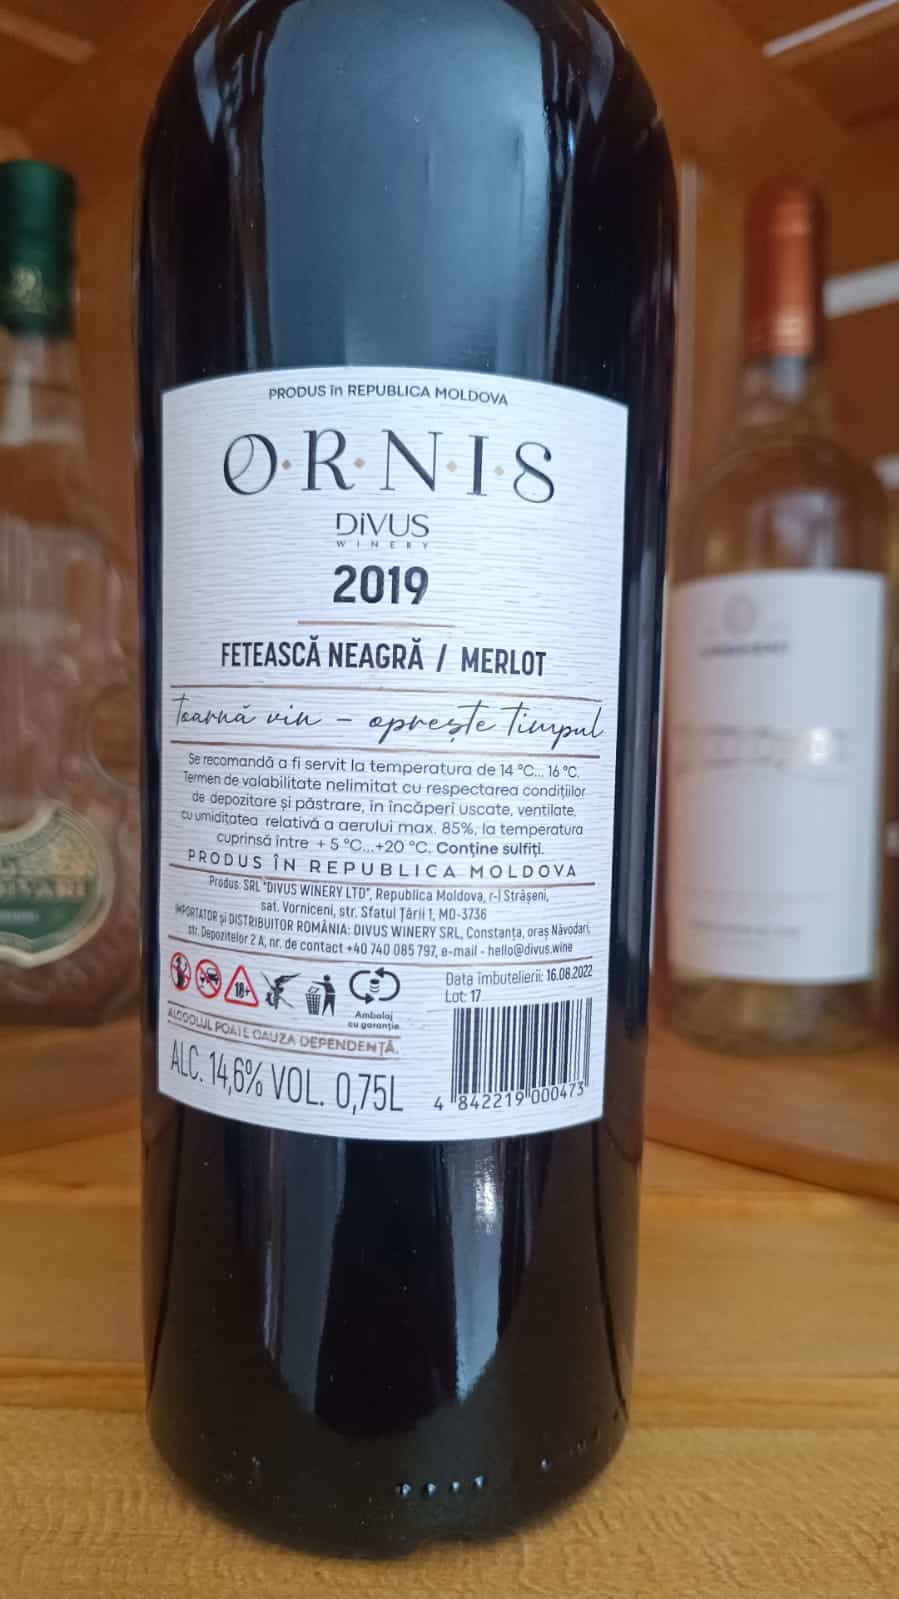 PRODUS în REPUBLICA MOLDOVA
O·R·N·I·S
DiVUS
WINERY
2019
FETEASCĂ NEAGRĂ / MERLOT
toarnă vin - oprește timpul
Se recomandă a fi servit la temperatura de 14 °C... 16 °C.
Termen de valabilitate nelimitat cu respectarea condițiilor
de depozitare și păstrare, în încăperi uscate, ventilate,
cu umiditatea relativă a aerului max. 85%, la temperatura
cuprinsă între + 5 °C...+20 °C. Conține sulfiți.
PRODUS ÎN REPUBLICA MOLDOVA
Produs: SRL "DIVUS WINERY LTD", Republica Moldova, r-l Strășeni,
sat. Vorniceni, str. Sfatul Țării 1, MD-3736
IMPORTATOR și DISTRIBUITOR ROMÂNIA: DIVUS WINERY SRL, Constanța, oraș Năvodari,
str. Depozitelor 2 A, nr. de contact +40 740 085 797, e-mail - hello@divus.wine
18+
Ambalaj
cu garanție
Data îmbutelierii: 16.08.2022
Lot: 17
ALCOOLUL POATE CAUZA DEPENDENȚĂ.
ALC. 14,6% VOL. 0,75L
4 842219 000473